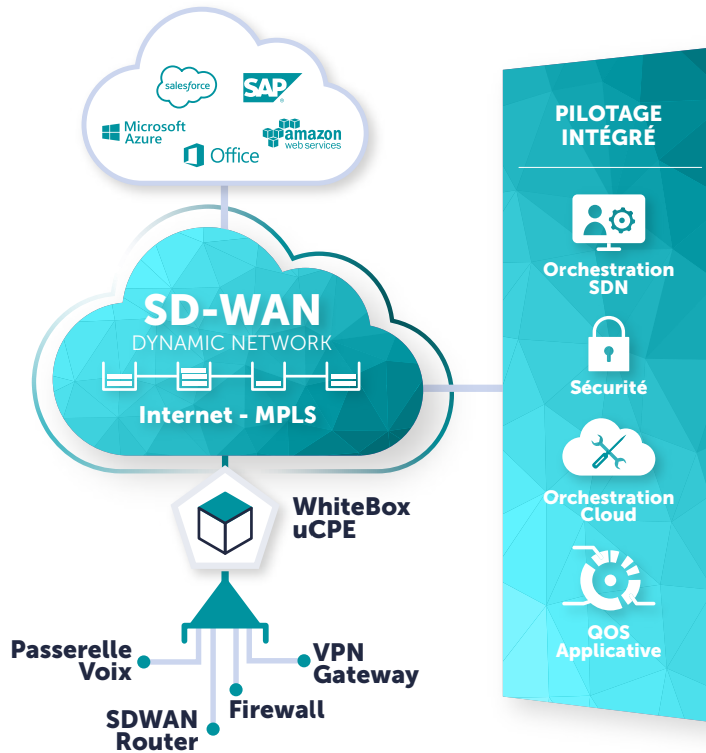 salesforce
SAP
Microsoft
Azure
amazon
web services
Office
SD-WAN
DYNAMIC NETWORK
Internet - MPLS
WhiteBox
uCPE
Passerelle
Voix
SDWAN
Router
Firewall
VPN
Gateway
PILOTAGE
INTÉGRÉ
Orchestration
SDN
Sécurité
Orchestration
Cloud
QOS
Applicative